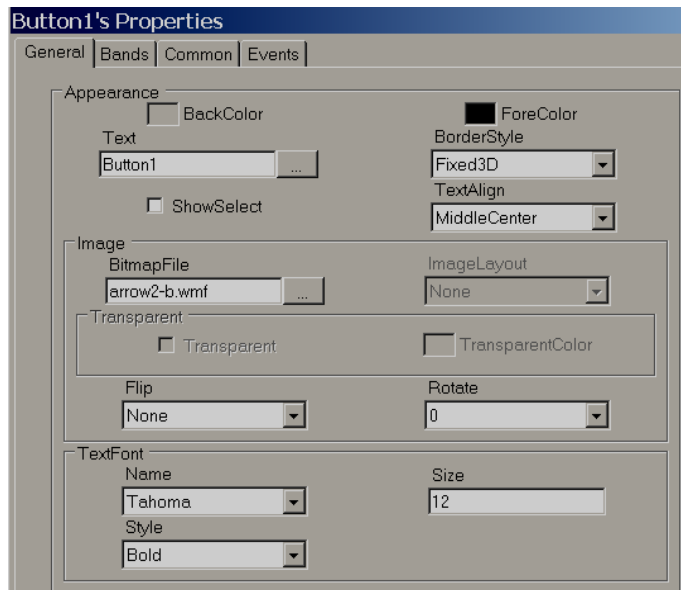 Button1's Properties
General Bands Common Events
Appearance
BackColor ForeColor
Text BorderStyle
Button1 ... Fixed3D
ShowSelect TextAlign
MiddleCenter
Image
BitmapFile ImageLayout
arrow2-b.wmf ... None
Transparent
Transparent TransparentColor
Flip Rotate
None 0
TextFont
Name Size
Tahoma 12
Style
Bold